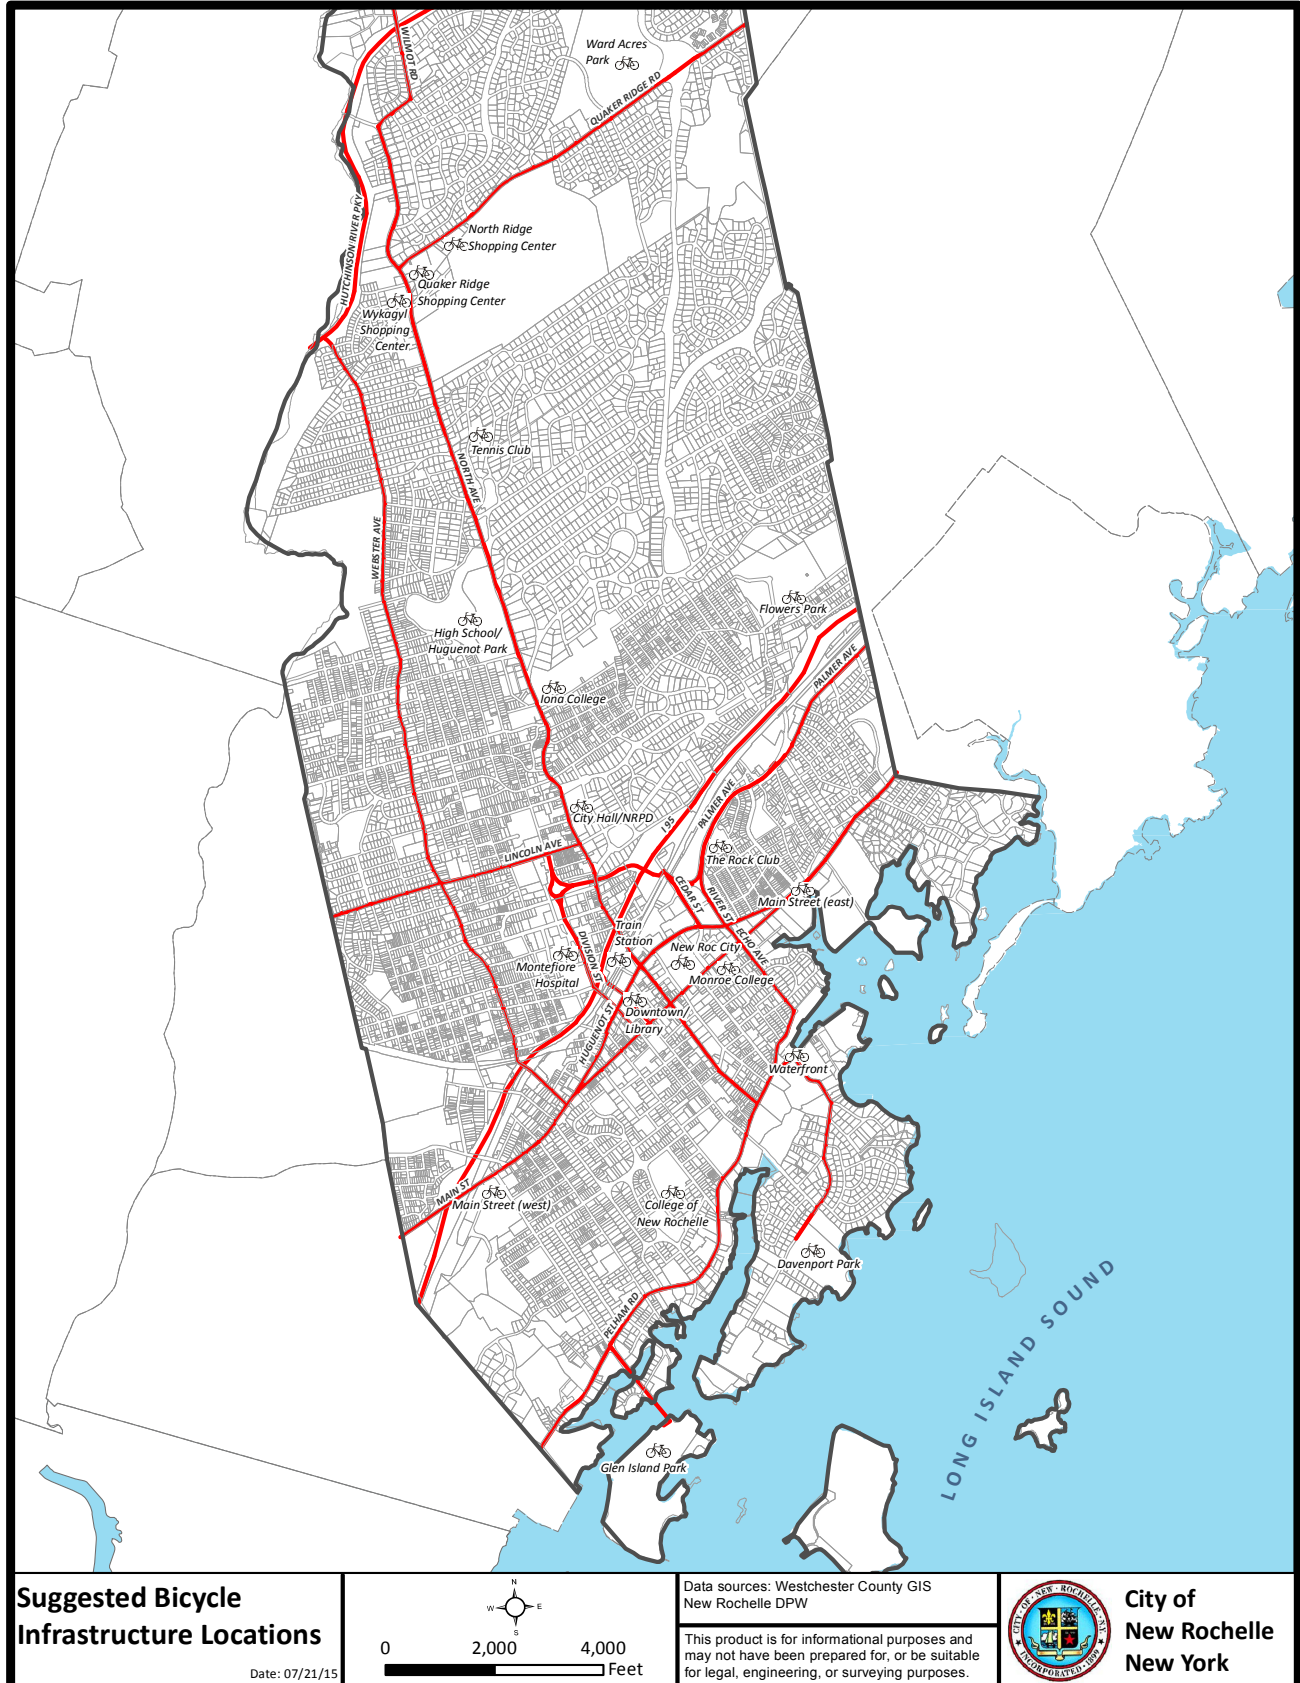 WILMOT RD
Ward Acres
Park
QUAKER RIDGE RD
HUTCHINSON RIVER PKY
North Ridge
Shopping Center
Quaker Ridge
Shopping Center
Wykagyl
Shopping
Center
Tennis Club
NORTH AVE
WEBSTER AVE
Flowers Park
High School/
Huguenot Park
PALMER AVE
Iona College
City Hall/NRPD
I 95
PALMER AVE
LINCOLN AVE
The Rock Club
CEDAR ST
RIVER ST
Main Street (east)
ECHO AVE
Train
Station
DIVISION ST
New Roc City
Montefiore
Hospital
Monroe College
HUGUENOT ST
Downtown/
Library
Waterfront
MAIN ST
Main Street (west)
College of
New Rochelle
Davenport Park
PELHAM RD
LONG ISLAND SOUND
Glen Island Park
Suggested Bicycle
Infrastructure Locations
Date: 07/21/15
N
W E
S
0 2,000 4,000
Feet
Data sources: Westchester County GIS
New Rochelle DPW
This product is for informational purposes and
may not have been prepared for, or be suitable
for legal, engineering, or surveying purposes.
CITY OF NEW ROCHELLE N.Y.
INCORPORATED 1899
City of
New Rochelle
New York